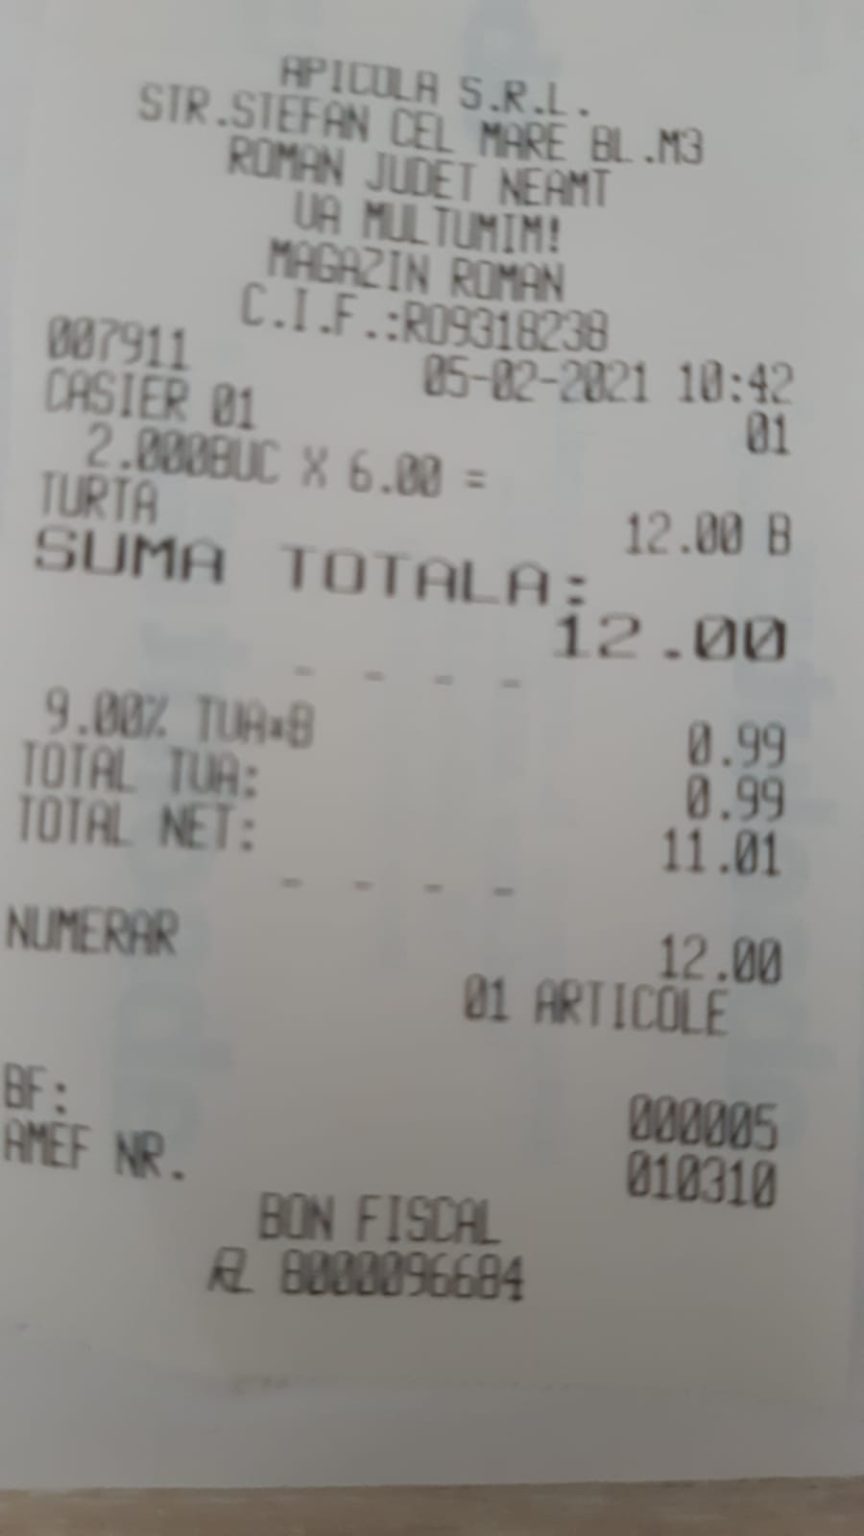 APICOLA S.R.L.
STR.STEFAN CEL MARE BL.M3
ROMAN JUDET NEAMT
VA MULTUMIM!
MAGAZIN ROMAN
C.I.F.:RO9318238
007911 05-02-2021 10:42
CASIER 01 01
2.000BUC X 6.00 =
TURTA 12.00 B
SUMA TOTALA:
12.00
- - - -
9.00% TVA*B 0.99
TOTAL TVA: 0.99
TOTAL NET: 11.01
- - - -
NUMERAR 12.00
01 ARTICOLE
BF: 000005
AMEF NR. 010310
BON FISCAL
8000096684